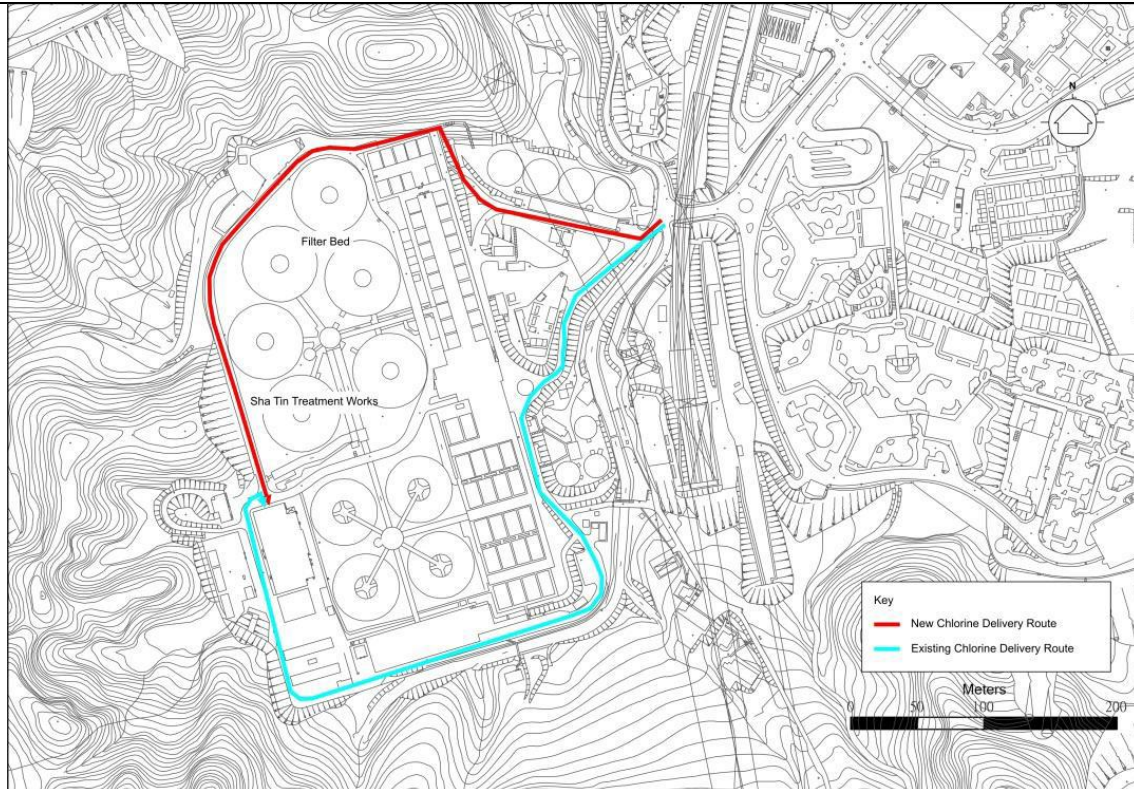 N
Filter Bed
Sha Tin Treatment Works
Key
New Chlorine Delivery Route
Existing Chlorine Delivery Route
Meters
0 50 100 200